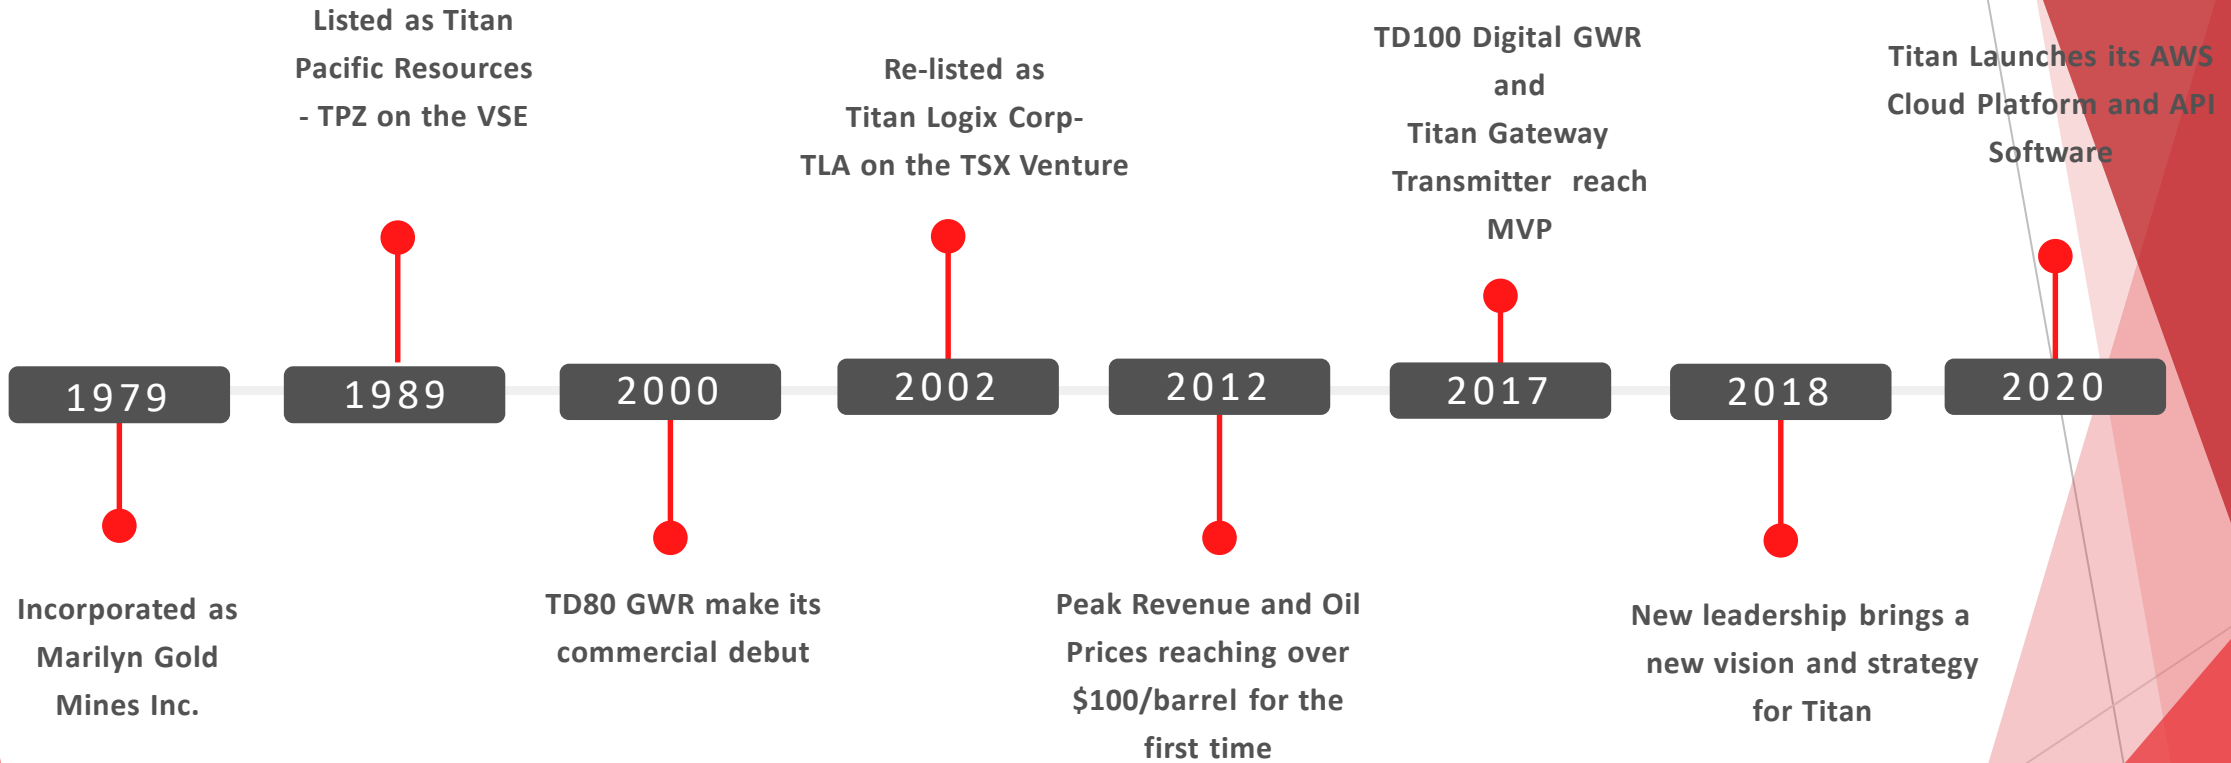 Listed as Titan
Pacific Resources
- TPZ on the VSE
Re-listed as
Titan Logix Corp-
TLA on the TSX Venture
TD100 Digital GWR
and
Titan Gateway
Transmitter reach
MVP
Titan Launches its AWS
Cloud Platform and API
Software
1979
1989
2000
2002
2012
2017
2018
2020
Incorporated as
Marilyn Gold
Mines Inc.
TD80 GWR make its
commercial debut
Peak Revenue and Oil
Prices reaching over
$100/barrel for the
first time
New leadership brings a
new vision and strategy
for Titan